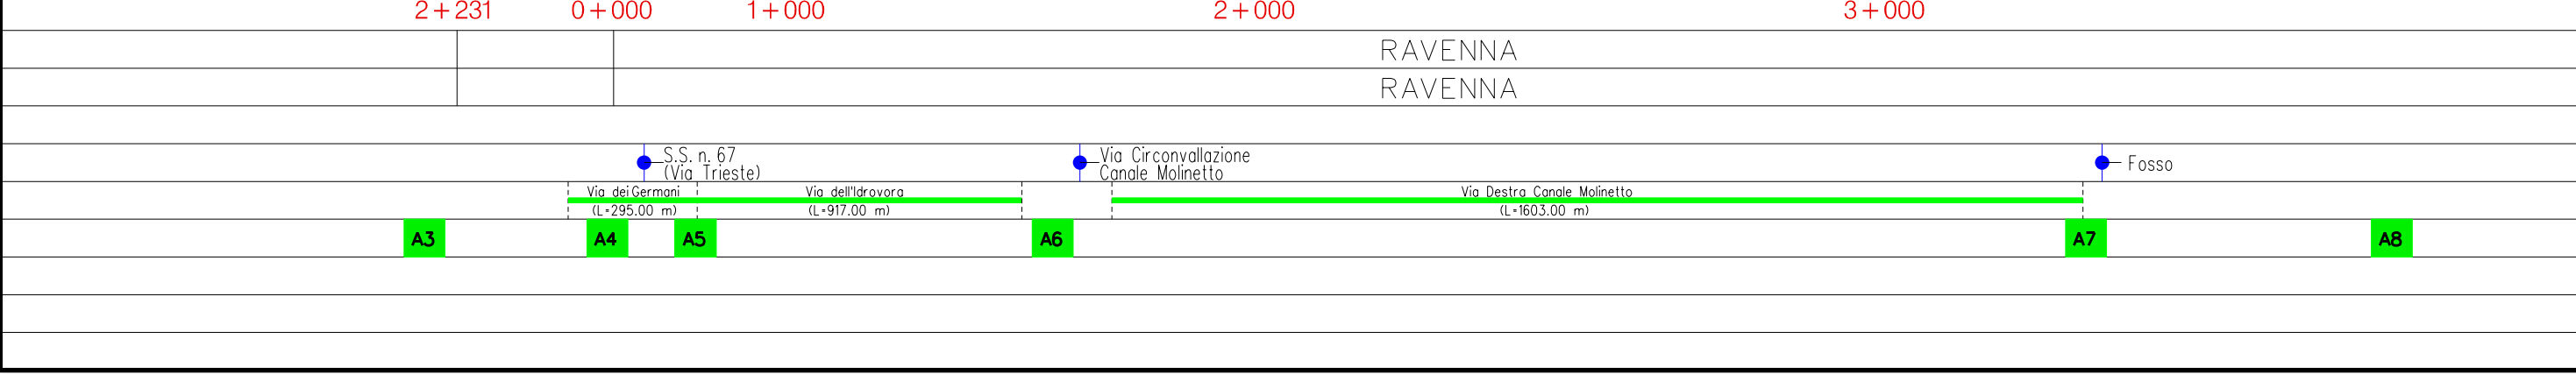 2+231 0+000 1+000 2+000 3+000
RAVENNA
RAVENNA
S.S. n. 67
(Via Trieste)
Via Circonvallazione
Canale Molinetto
Fosso
Via dei Germani
(L=295.00 m)
Via dell'Idrovora
(L=917.00 m)
Via Destra Canale Molinetto
(L=1603.00 m)
A3 A4 A5 A6 A7 A8